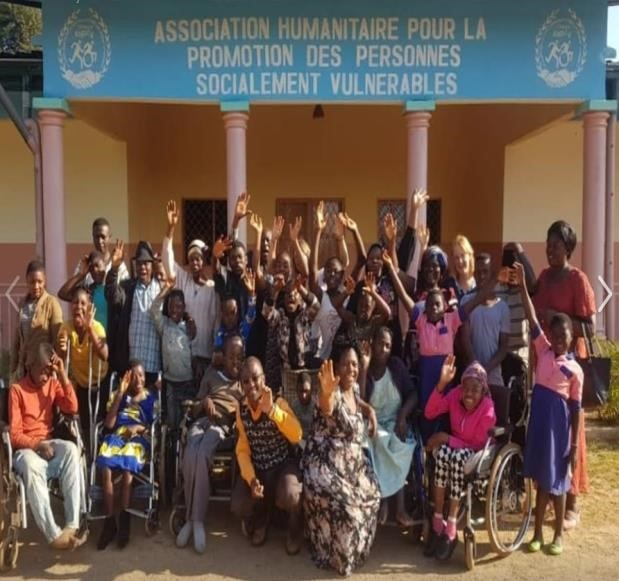 ASSOCIATION HUMANITAIRE POUR LA
PROMOTION DES PERSONNES
SOCIALEMENT VULNERABLES